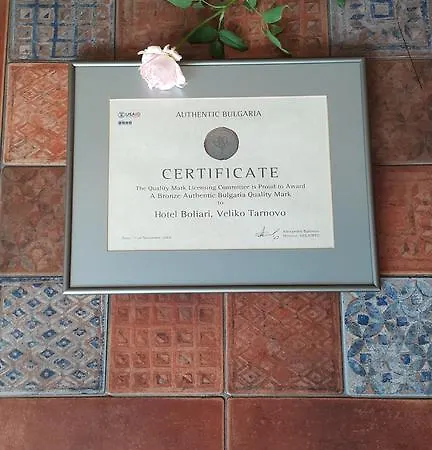 AUTHENTIC BULGARIA
USAID
CERTIFICATE
The Quality Mark Licensing Committee is Proud to Award
A Bronze Authentic Bulgaria Quality Mark
to
Hotel Boliari, Veliko Tarnovo